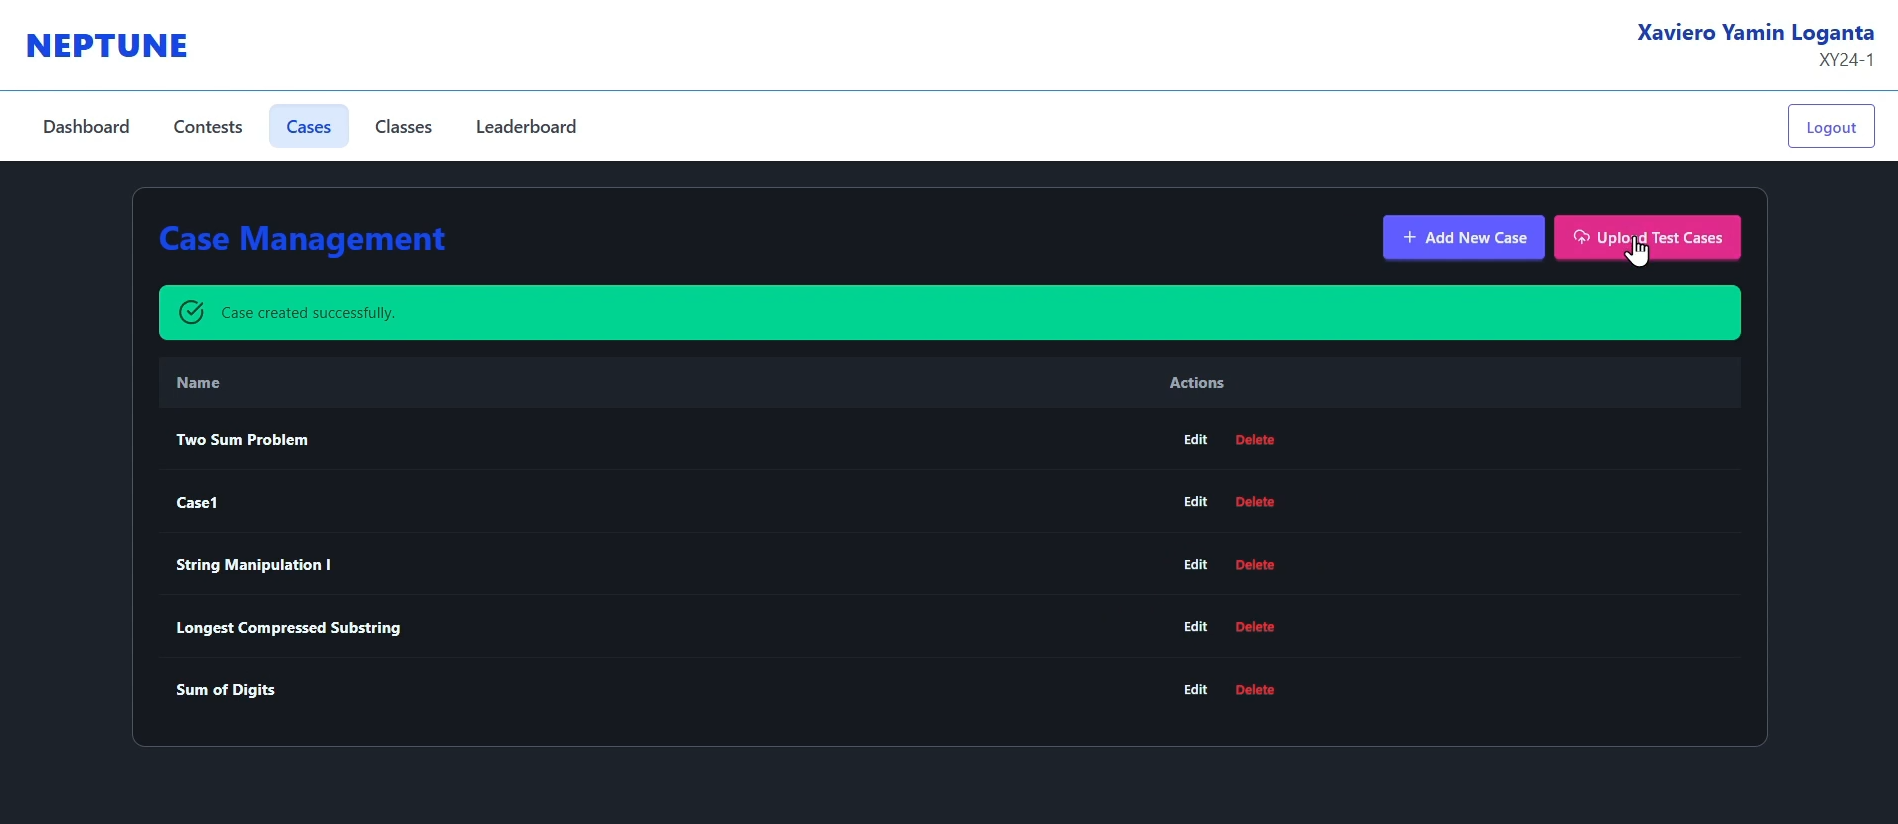 NEPTUNE
Xaviero Yamin Loganta
XY24-1
Dashboard Contests Cases Classes Leaderboard Logout
Case Management
Add New Case Upload Test Cases
Case created successfully.
Name Actions
Two Sum Problem Edit Delete
Case1 Edit Delete
String Manipulation I Edit Delete
Longest Compressed Substring Edit Delete
Sum of Digits Edit Delete